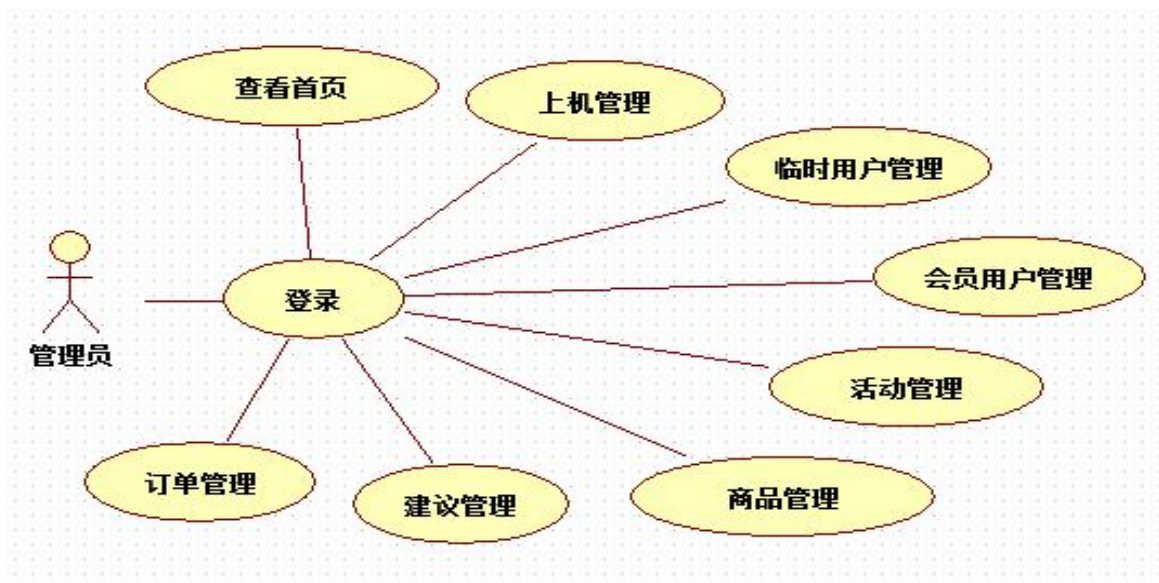 查看首页
上机管理
临时用户管理
会员用户管理
登录
管理员
活动管理
订单管理
建议管理
商品管理